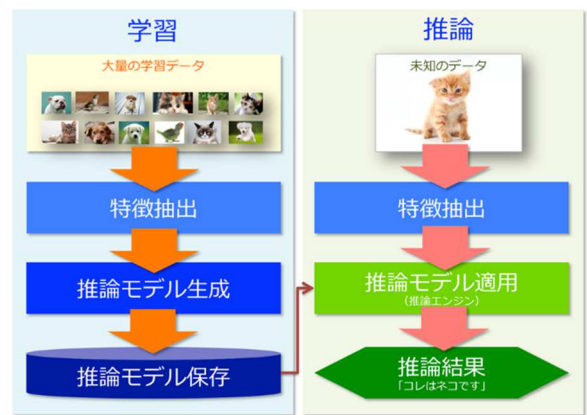 学習
大量の学習データ
特徴抽出
推論モデル生成
推論モデル保存
推論
未知のデータ
特徴抽出
推論モデル適用
（推論エンジン）
推論結果
「コレはネコです」